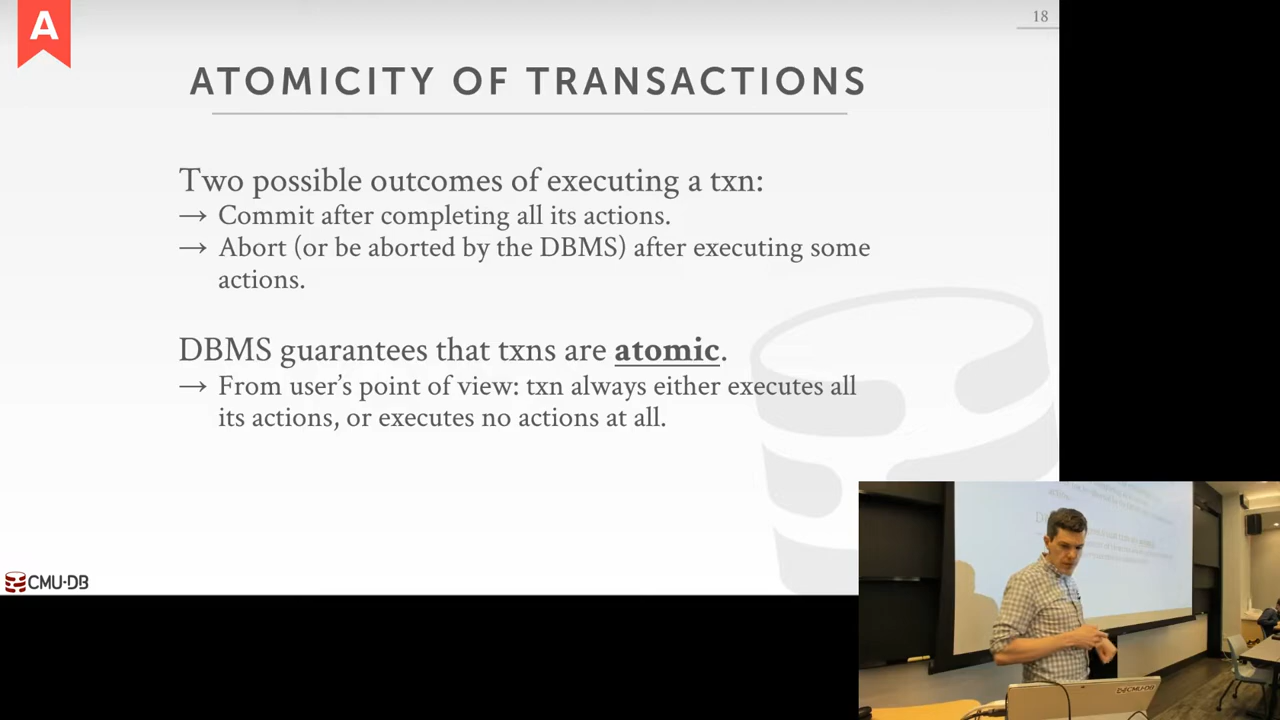 A
18
ATOMICITY OF TRANSACTIONS
Two possible outcomes of executing a txn:
→ Commit after completing all its actions.
→ Abort (or be aborted by the DBMS) after executing some
actions.
DBMS guarantees that txns are atomic.
→ From user's point of view: txn always either executes all
its actions, or executes no actions at all.
CMU·DB
CMU·DB